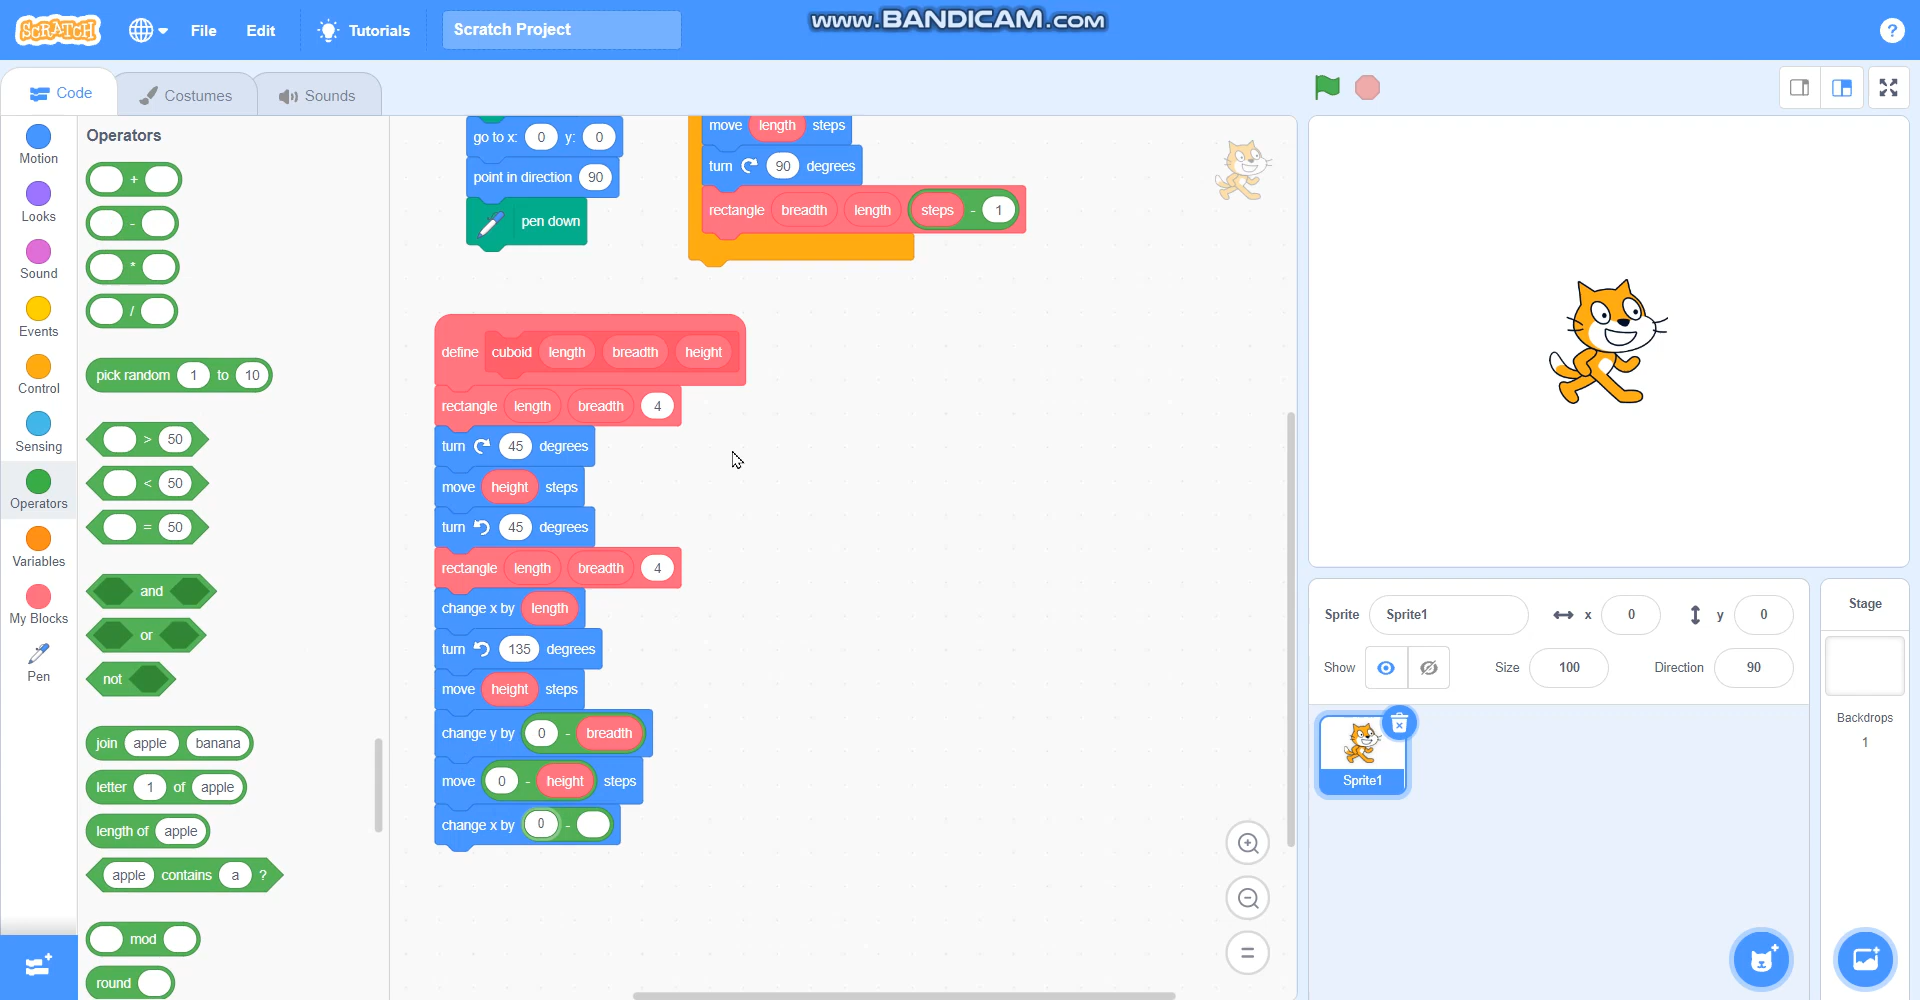 SCRATCH
File
Edit
Tutorials
Scratch Project
www.BANDICAM.com
?
Code
Costumes
Sounds
Motion
Looks
Sound
Events
Control
Sensing
Operators
Variables
My Blocks
Pen
Operators
+
-
*
/
pick random 1 to 10
> 50
< 50
= 50
and
or
not
join apple banana
letter 1 of apple
length of apple
apple contains a ?
mod
round
go to x: 0 y: 0
point in direction 90
pen down
move length steps
turn 90 degrees
rectangle breadth length steps - 1
define cuboid length breadth height
rectangle length breadth 4
turn 45 degrees
move height steps
turn 45 degrees
rectangle length breadth 4
change x by length
turn 135 degrees
move height steps
change y by 0 - breadth
move 0 - height steps
change x by 0 -
Sprite Sprite1 x 0 y 0
Show Size 100 Direction 90
Sprite1
Stage
Backdrops
1